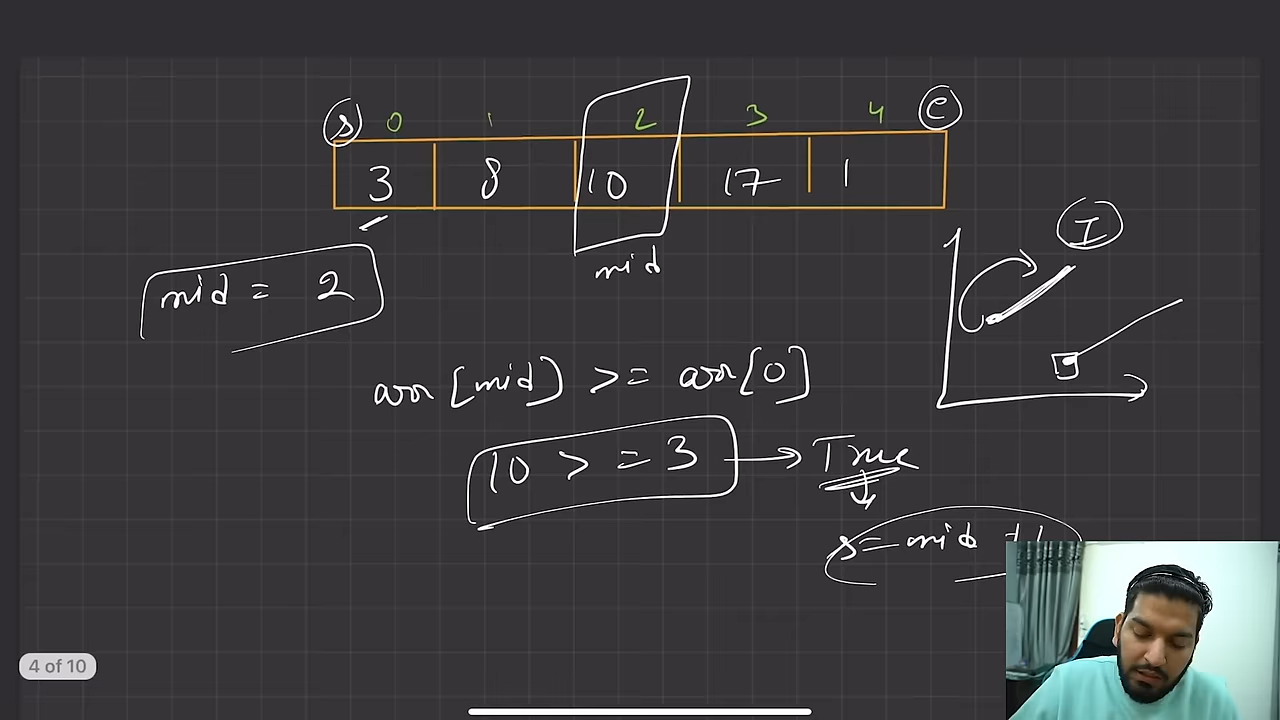 s 0 1 2 3 4 e
3 8 10 17 1
I
mid
mid = 2
arr [mid] >= arr[0]
10 > = 3 → True
s = mid +1
4 of 10